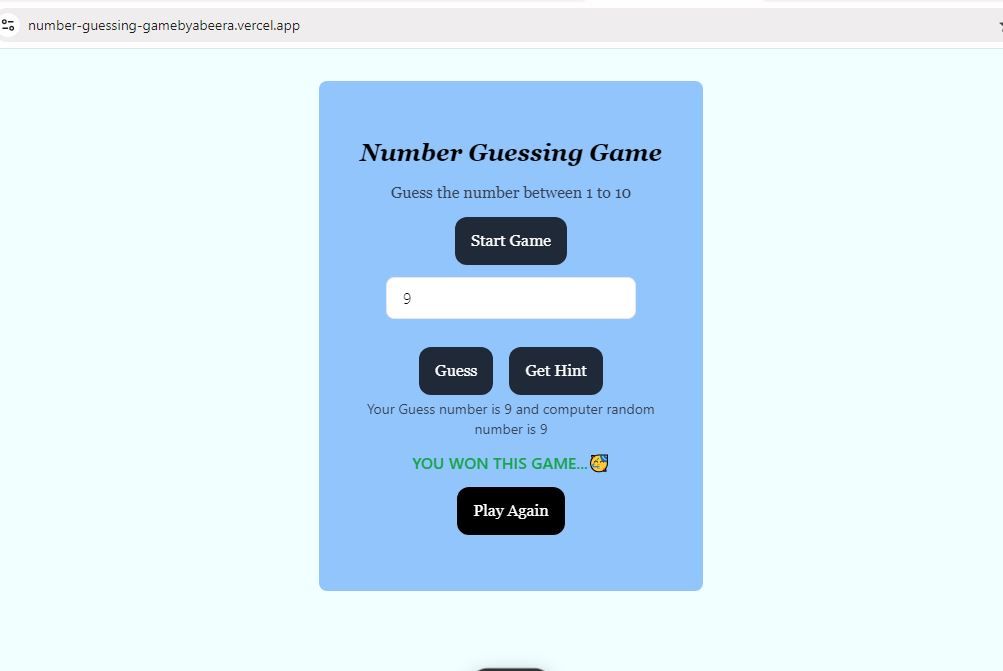 number-guessing-gamebyabeera.vercel.app
Number Guessing Game
Guess the number between 1 to 10
Start Game
9
Guess Get Hint
Your Guess number is 9 and computer random
number is 9
YOU WON THIS GAME...🥳
Play Again